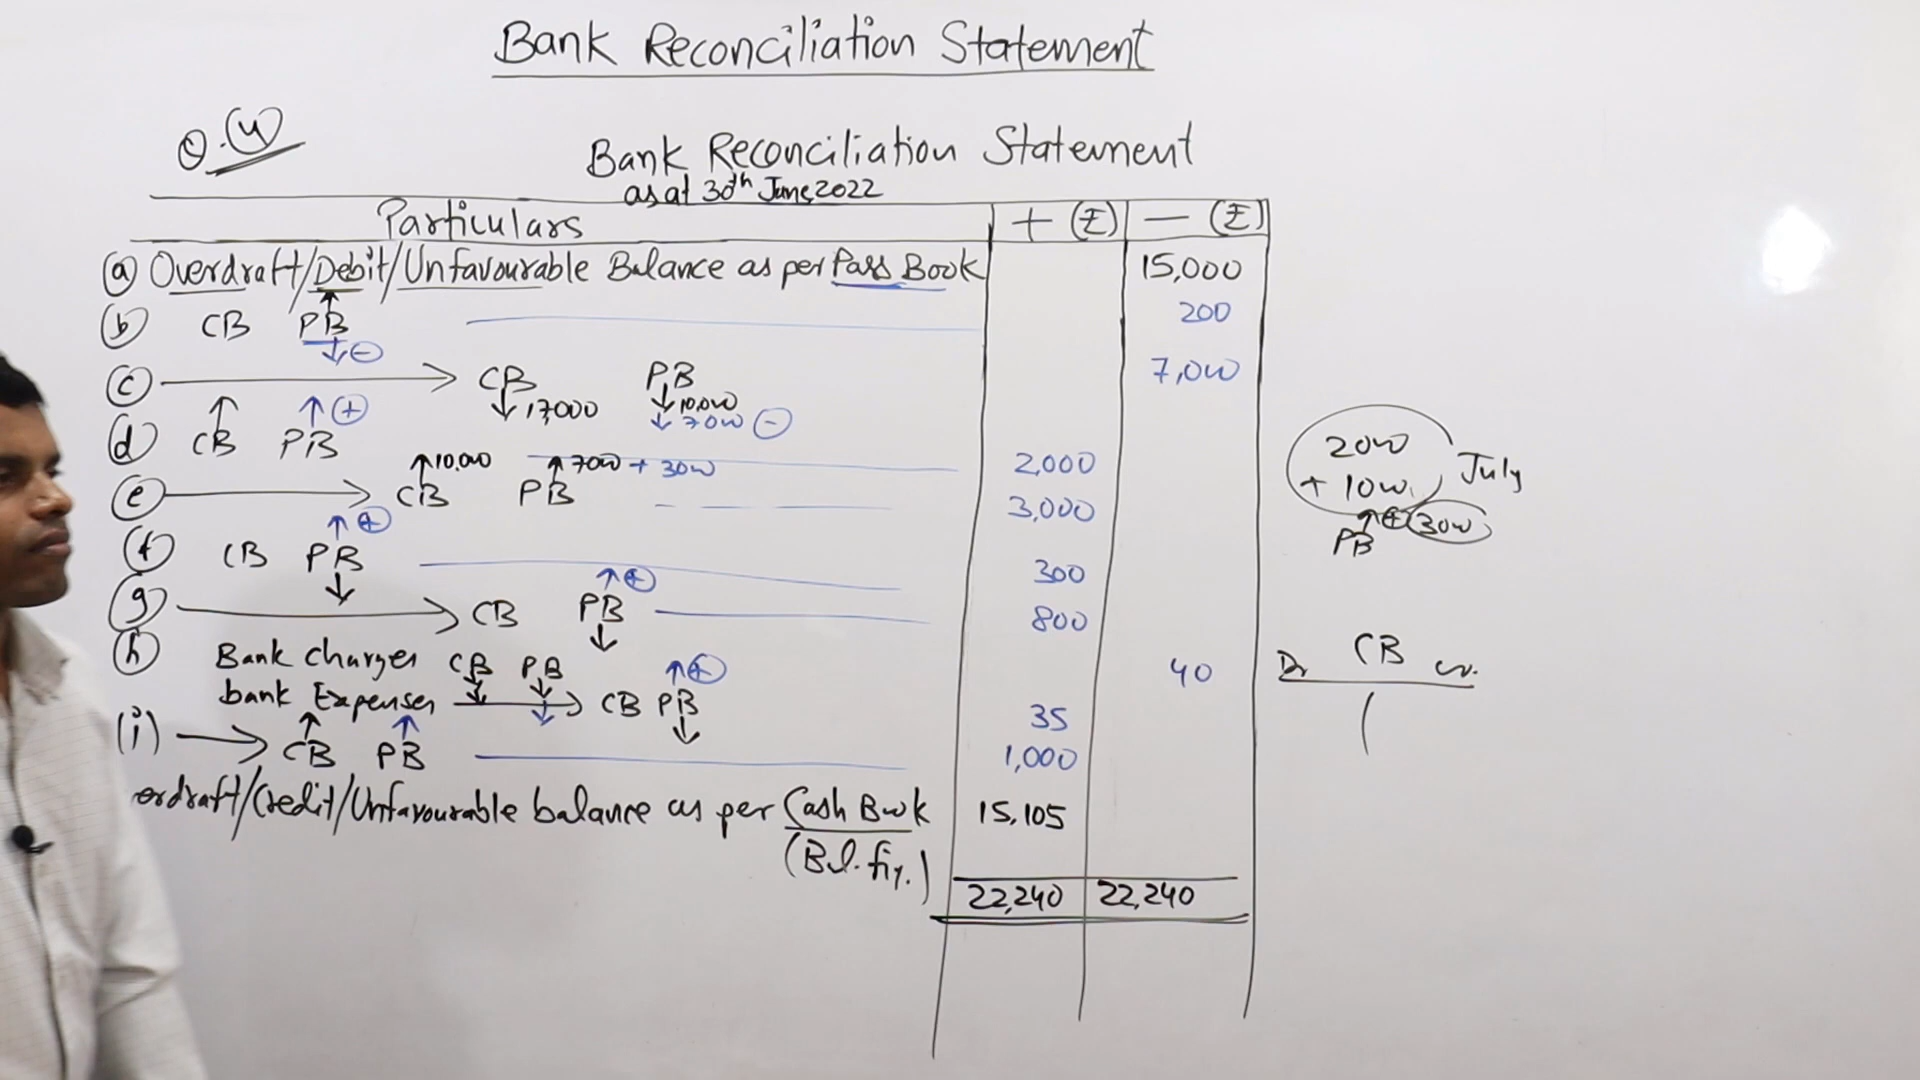 Bank Reconciliation Statement
Q.(4)
Bank Reconciliation Statement
as at 30th June, 2022
Particulars + (₹) — (₹)
(a) Overdraft/Debit/Unfavourable Balance as per Pass Book 15,000
(b) CB PB ↓ ⊖ 200
(c) → CB ↓ 17,000 PB ↓ 10,000 7,000
↓ 7000 ⊖
(d) CB ↑ PB ↑ ⊕ 2,000
(e) → CB ↑ 10,000 PB ↑ 7000 + 3000 3,000
(f) CB PB ↑ ⊕ ↓ 300
(g) → CB PB ↑ ⊕ ↓ 800
(h) Bank charges CB PB 40
bank Expenses → CB PB ↑ ⊕ ↓ 35
(i) → CB ↑ PB ↑ 1,000
erdraft/Credit/Unfavourable balance as per Cash Book 15,105
(Bal. fig.)
22,240 22,240
2000
+ 1000 July
PB ↑ ⊕ 3000
Dr CB Cr.